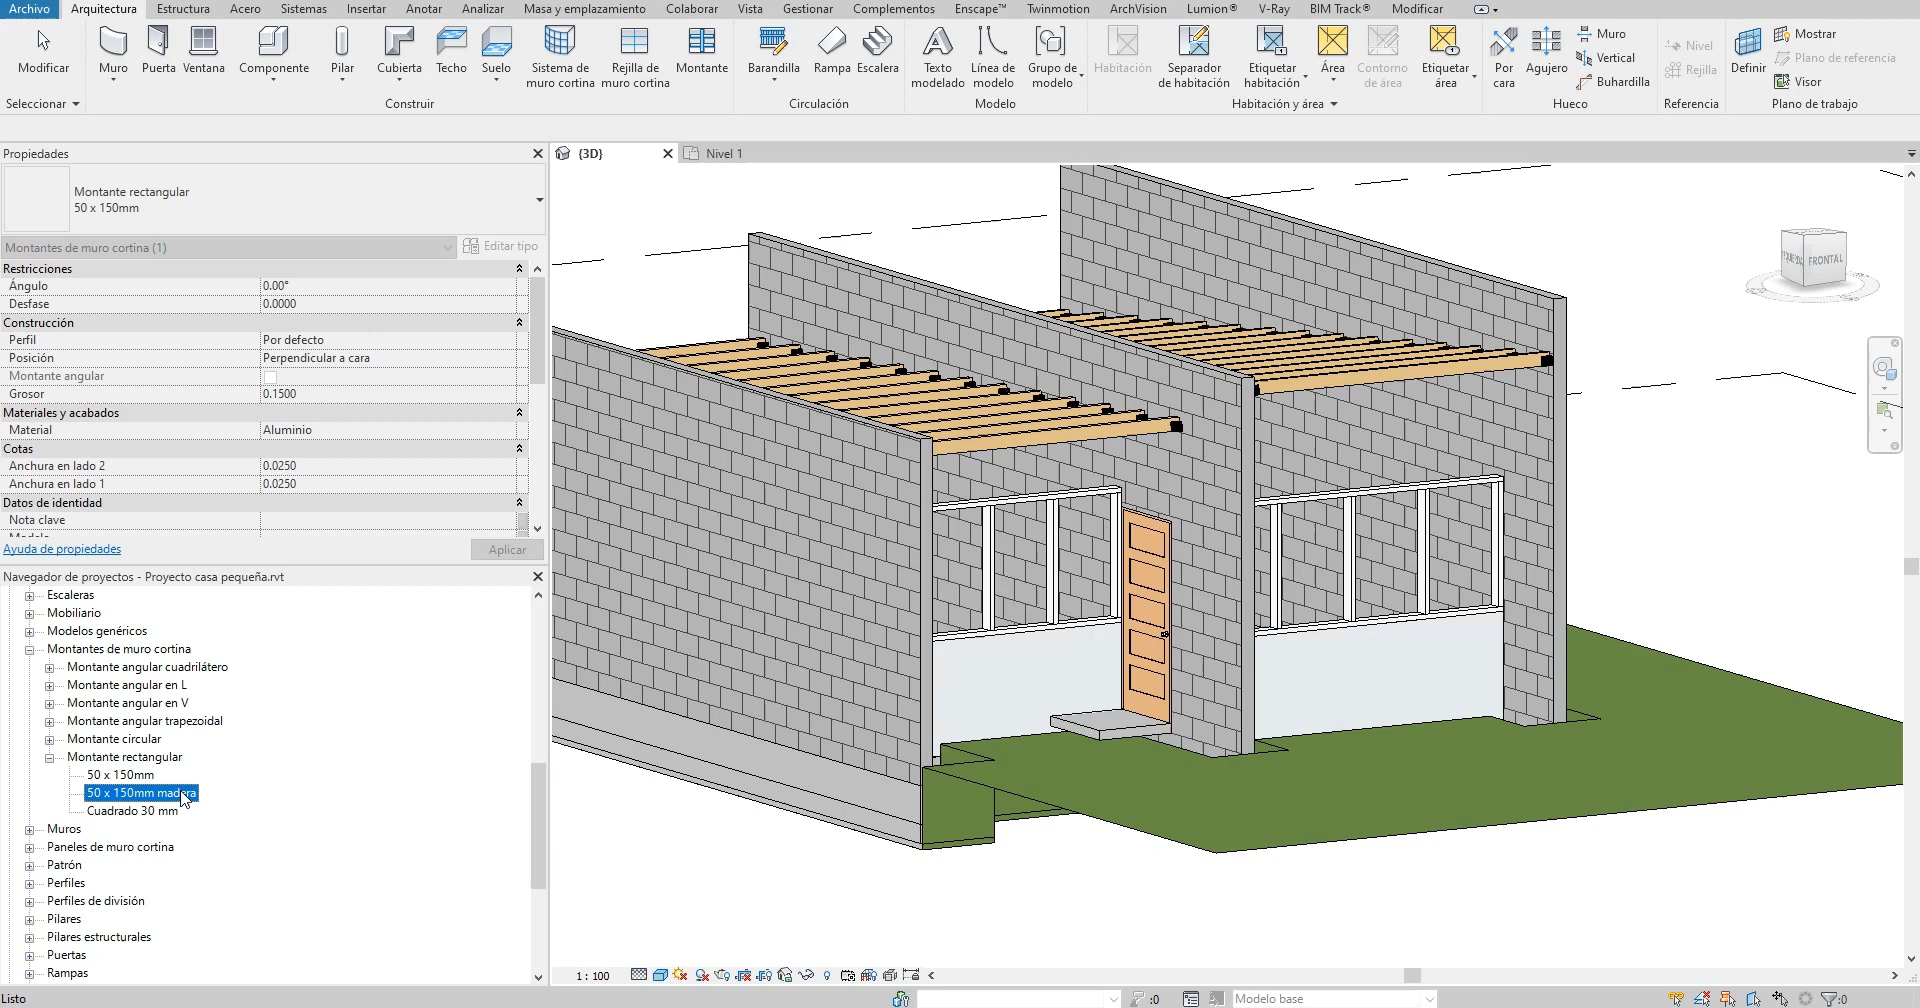 Archivo Arquitectura Estructura Acero Sistemas Insertar Anotar Analizar Masa y emplazamiento Colaborar Vista Gestionar Complementos Enscape™ Twinmotion ArchVision Lumion® V-Ray BIM Track® Modificar
Modificar
Muro
Puerta
Ventana
Componente
Pilar
Cubierta
Techo
Suelo
Sistema de
muro cortina
Rejilla de
muro cortina
Montante
Barandilla
Rampa
Escalera
Texto
modelado
Línea de
modelo
Grupo de
modelo
Habitación
Separador
de habitación
Etiquetar
habitación
Área
Contorno
de área
Etiquetar
área
Por
cara
Agujero
Muro
Vertical
Buhardilla
Nivel
Rejilla
Definir
Mostrar
Plano de referencia
Visor
Seleccionar
Construir
Circulación
Modelo
Habitación y área
Hueco
Referencia
Plano de trabajo
Propiedades
Montante rectangular
50 x 150mm
Montantes de muro cortina (1)
Editar tipo
Restricciones
Ángulo 0.00°
Desfase 0.0000
Construcción
Perfil Por defecto
Posición Perpendicular a cara
Montante angular
Grosor 0.1500
Materiales y acabados
Material Aluminio
Cotas
Anchura en lado 2 0.0250
Anchura en lado 1 0.0250
Datos de identidad
Nota clave
Modelo
Ayuda de propiedades
Aplicar
Navegador de proyectos - Proyecto casa pequeña.rvt
Escaleras
Mobiliario
Modelos genéricos
Montantes de muro cortina
Montante angular cuadrilátero
Montante angular en L
Montante angular en V
Montante angular trapezoidal
Montante circular
Montante rectangular
50 x 150mm
50 x 150mm madera
Cuadrado 30 mm
Muros
Paneles de muro cortina
Patrón
Perfiles
Perfiles de división
Pilares
Pilares estructurales
Puertas
Rampas
{3D}
Nivel 1
FRONTAL
1 : 100
Listo
:0
Modelo base
:0